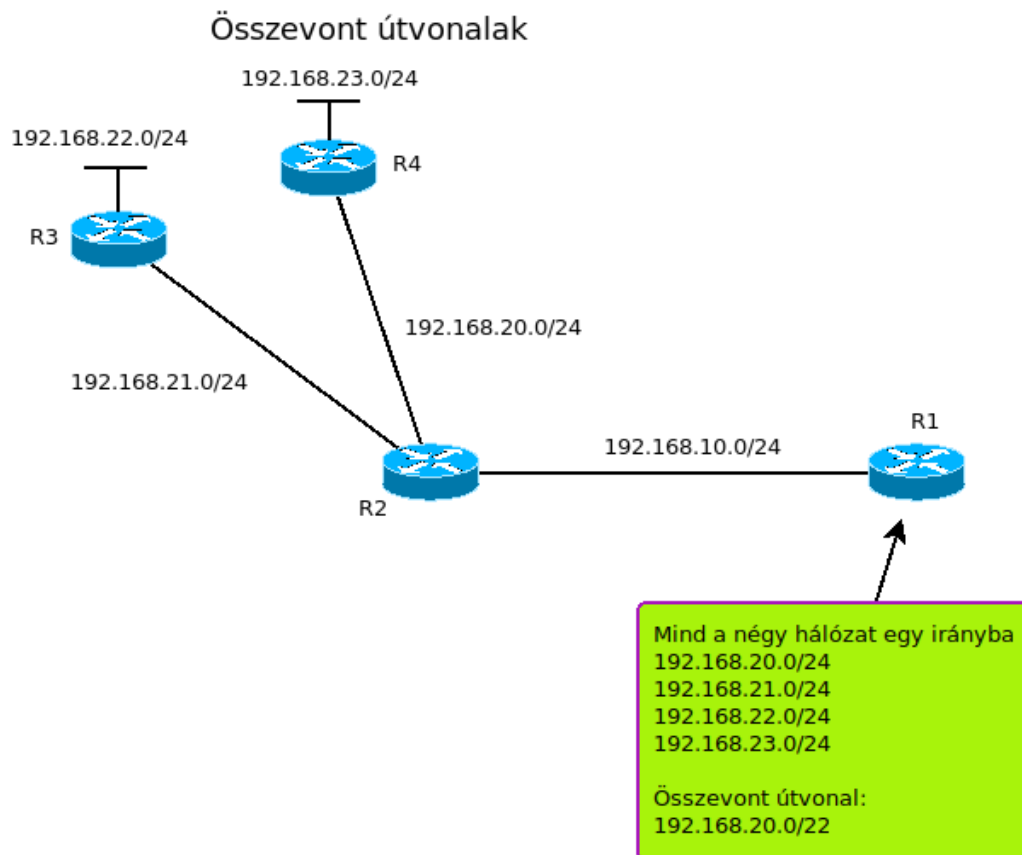 Összevont útvonalak
192.168.23.0/24
192.168.22.0/24
R4
R3
192.168.20.0/24
192.168.21.0/24
R1
192.168.10.0/24
R2
Mind a négy hálózat egy irányba
192.168.20.0/24
192.168.21.0/24
192.168.22.0/24
192.168.23.0/24
Összevont útvonal:
192.168.20.0/22